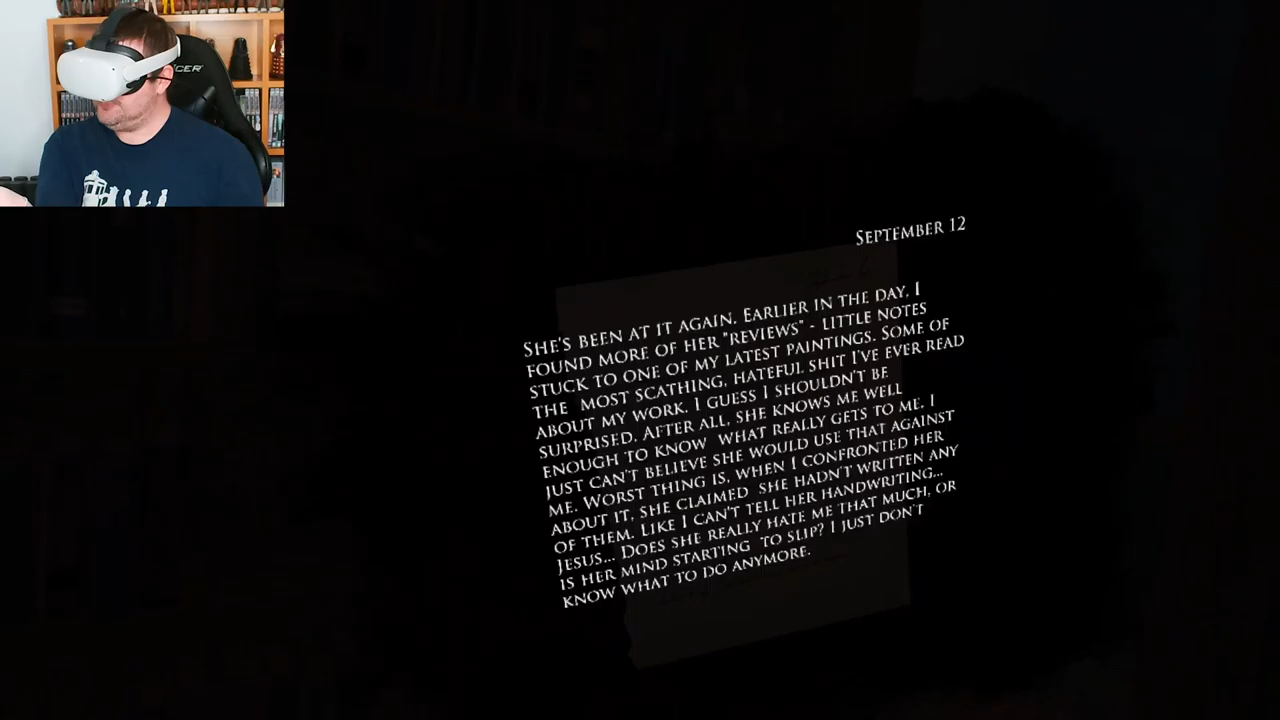 CER
SEPTEMBER 12
SHE'S BEEN AT IT AGAIN. EARLIER IN THE DAY, I
FOUND MORE OF HER "REVIEWS" - LITTLE NOTES
STUCK TO ONE OF MY LATEST PAINTINGS. SOME OF
THE MOST SCATHING, HATEFUL SHIT I'VE EVER READ
ABOUT MY WORK. I GUESS I SHOULDN'T BE
SURPRISED. AFTER ALL, SHE KNOWS ME WELL
ENOUGH TO KNOW WHAT REALLY GETS TO ME. I
JUST CAN'T BELIEVE SHE WOULD USE THAT AGAINST
ME. WORST THING IS, WHEN I CONFRONTED HER
ABOUT IT, SHE CLAIMED SHE HADN'T WRITTEN ANY
OF THEM. LIKE I CAN'T TELL HER HANDWRITING...
JESUS... DOES SHE REALLY HATE ME THAT MUCH, OR
IS HER MIND STARTING TO SLIP? I JUST DON'T
KNOW WHAT TO DO ANYMORE.